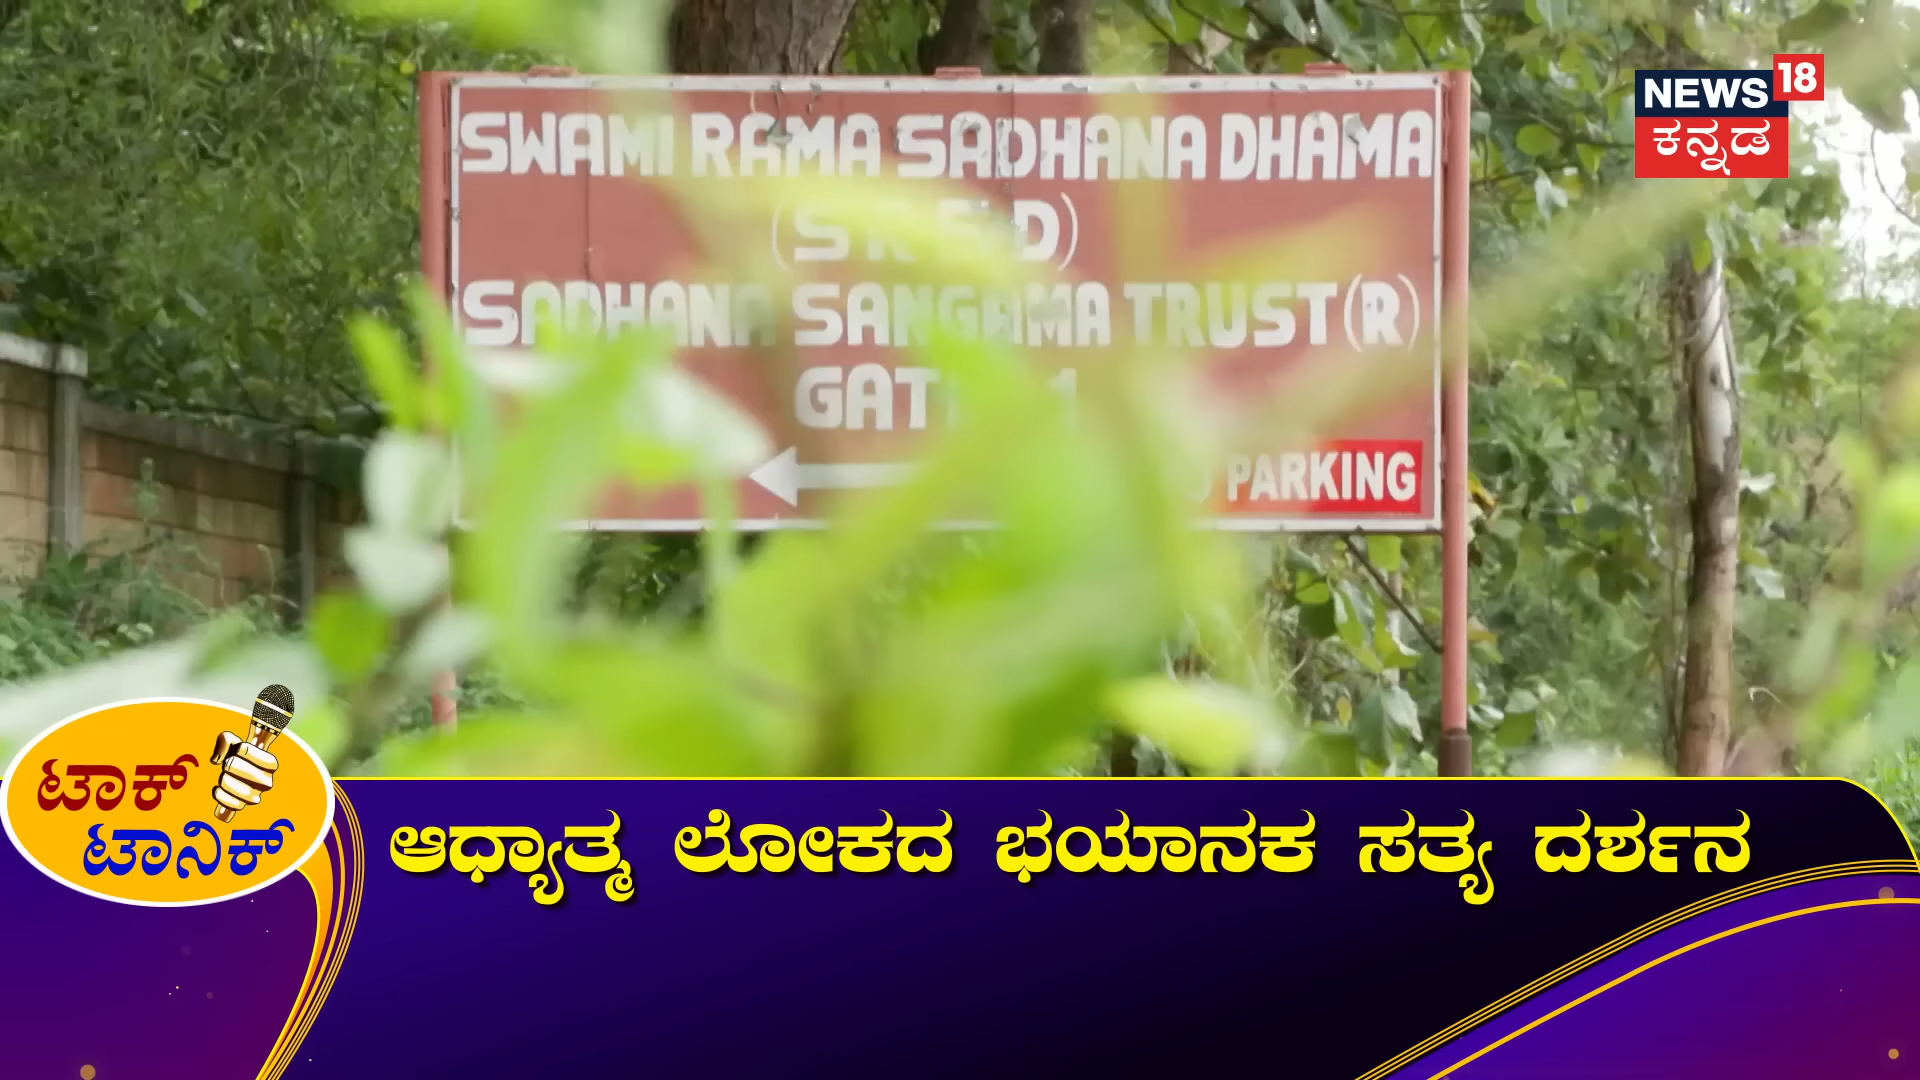 SWAMI RAMA SADHANA DHAMA
SADHANA SANGAMA TRUST (R)
PARKING
NEWS 18
ಕನ್ನಡ
ಟಾಕ್
ಟಾನಿಕ್
ಆಧ್ಯಾತ್ಮ ಲೋಕದ ಭಯಾನಕ ಸತ್ಯ ದರ್ಶನ